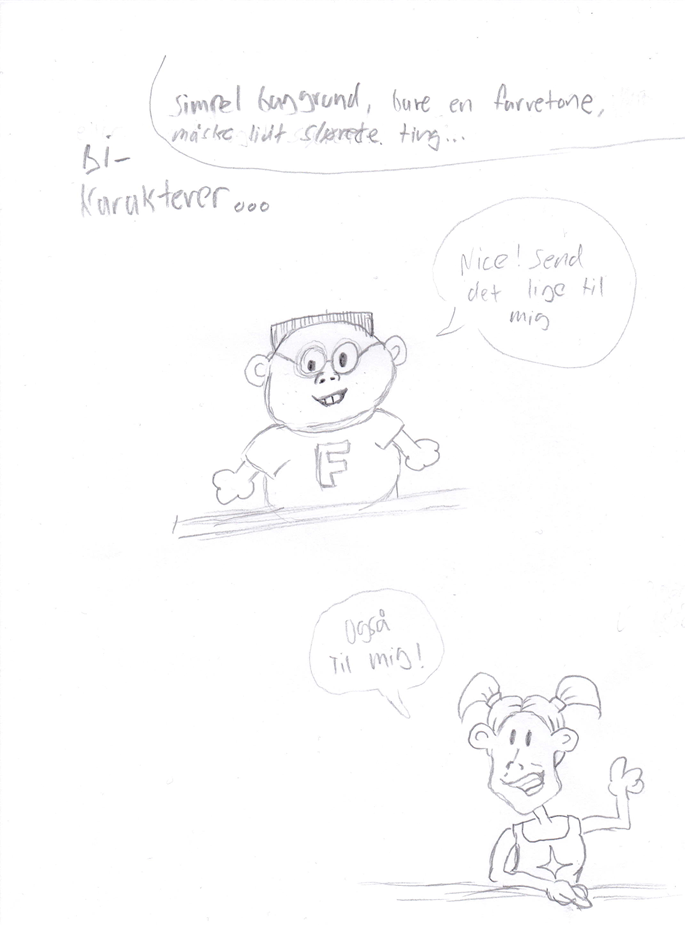 simpel baggrund, bare en farvetone,
måske lidt slørede ting...
Bi-
Karakterer...
Nice! Send
det lige til
mig
F
Også
Til mig!